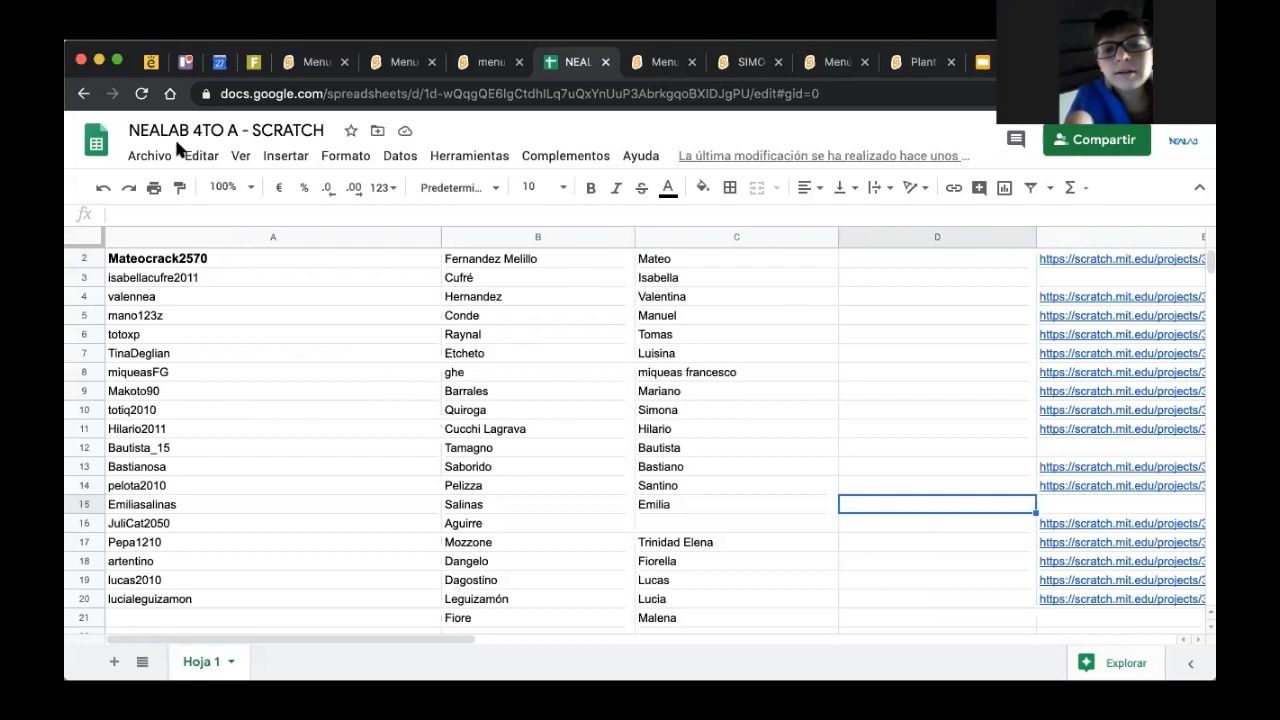 Menu
Menu
menu
NEAL
Menu
SIMO
Menú
Plant
docs.google.com/spreadsheets/d/1d-wQqgQE6IgCtdhILq7uQxYnUuP3AbrkgqoBXIDJgPU/edit#gid=0
NEALAB 4TO A - SCRATCH
Archivo Editar Ver Insertar Formato Datos Herramientas Complementos Ayuda La última modificación se ha realizado hace unos ...
Compartir
NEALAB
100% € % .0 .00 123 Predetermi... 10 B I S A
fx
A B C D E
2 Mateocrack2570 Fernandez Melillo Mateo https://scratch.mit.edu/projects/3
3 isabellacufre2011 Cufré Isabella
4 valennea Hernandez Valentina https://scratch.mit.edu/projects/3
5 mano123z Conde Manuel https://scratch.mit.edu/projects/3
6 totoxp Raynal Tomas https://scratch.mit.edu/projects/3
7 TinaDeglian Etcheto Luisina https://scratch.mit.edu/projects/3
8 miqueasFG ghe miqueas francesco https://scratch.mit.edu/projects/3
9 Makoto90 Barrales Mariano https://scratch.mit.edu/projects/3
10 totiq2010 Quiroga Simona https://scratch.mit.edu/projects/3
11 Hilario2011 Cucchi Lagrava Hilario https://scratch.mit.edu/projects/3
12 Bautista_15 Tamagno Bautista
13 Bastianosa Saborido Bastiano https://scratch.mit.edu/projects/3
14 pelota2010 Pelizza Santino https://scratch.mit.edu/projects/3
15 Emiliasalinas Salinas Emilia
16 JuliCat2050 Aguirre https://scratch.mit.edu/projects/3
17 Pepa1210 Mozzone Trinidad Elena https://scratch.mit.edu/projects/3
18 artentino Dangelo Fiorella https://scratch.mit.edu/projects/3
19 lucas2010 Dagostino Lucas https://scratch.mit.edu/projects/3
20 lucialeguizamon Leguizamón Lucia https://scratch.mit.edu/projects/3
21 Fiore Malena
Hoja 1
Explorar